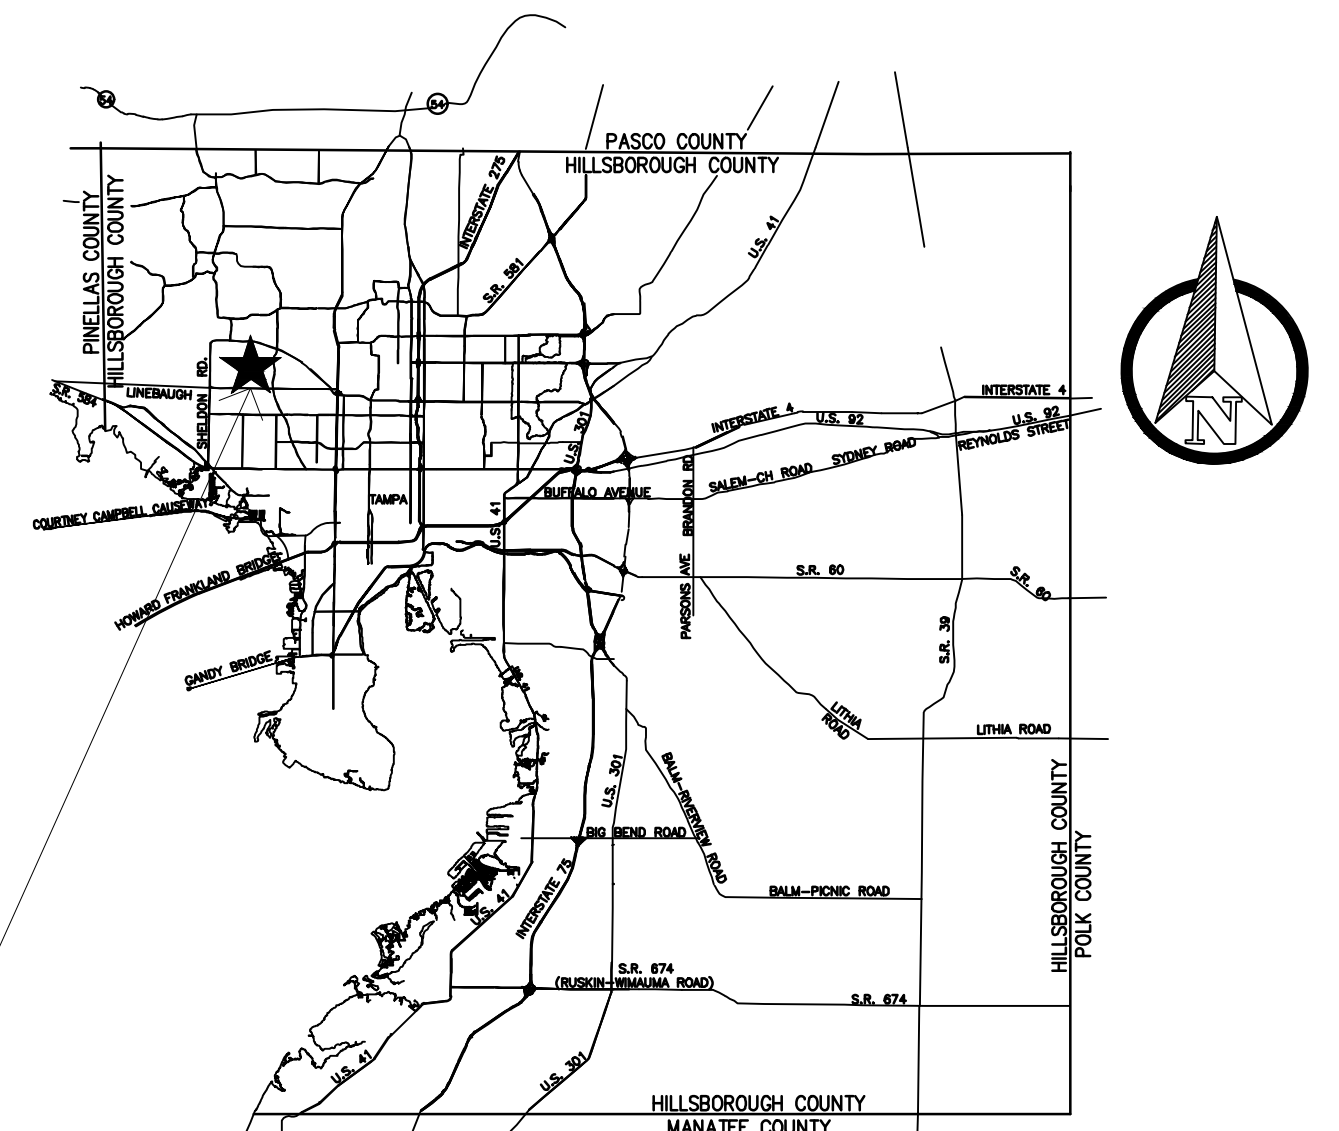 54
54
PASCO COUNTY
HILLSBOROUGH COUNTY
PINELLAS COUNTY
HILLSBOROUGH COUNTY
INTERSTATE 275
S.R. 581
U.S. 41
S.R. 584
LINEBAUGH
SHELDON RD.
U.S. 301
INTERSTATE 4
INTERSTATE 4
U.S. 92
U.S. 92
REYNOLDS STREET
SYDNEY ROAD
SALEM-CH ROAD
BUFFALO AVENUE
TAMPA
U.S. 41
PARSONS AVE BRANDON RD
COURTNEY CAMPBELL CAUSEWAY
HOWARD FRANKLAND BRIDGE
GANDY BRIDGE
S.R. 60
S.R. 60
S.R. 39
LITHIA
ROAD
LITHIA ROAD
U.S. 301
BALM-RIVERVIEW ROAD
BIG BEND ROAD
BALM-PICNIC ROAD
HILLSBOROUGH COUNTY
POLK COUNTY
U.S. 41
INTERSTATE 75
S.R. 674
(RUSKIN-WIMAUMA ROAD)
S.R. 674
U.S. 41
U.S. 301
HILLSBOROUGH COUNTY
MANATEE COUNTY
N